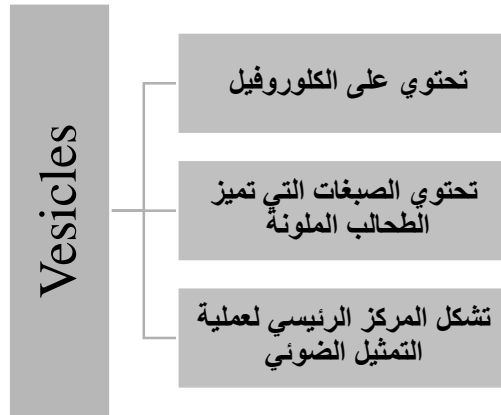 Vesicles
تحتوي على الكلوروفيل
تحتوي الصبغات التي تميز
الطحالب الملونة
تشكل المركز الرئيسي لعملية
التمثيل الضوئي